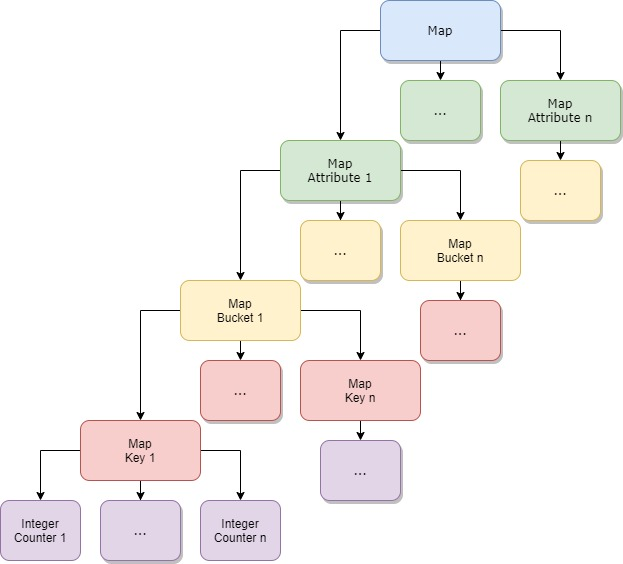 Map
...
Map
Attribute n
Map
Attribute 1
...
...
Map
Bucket n
Map
Bucket 1
...
...
Map
Key n
Map
Key 1
...
Integer
Counter 1
...
Integer
Counter n